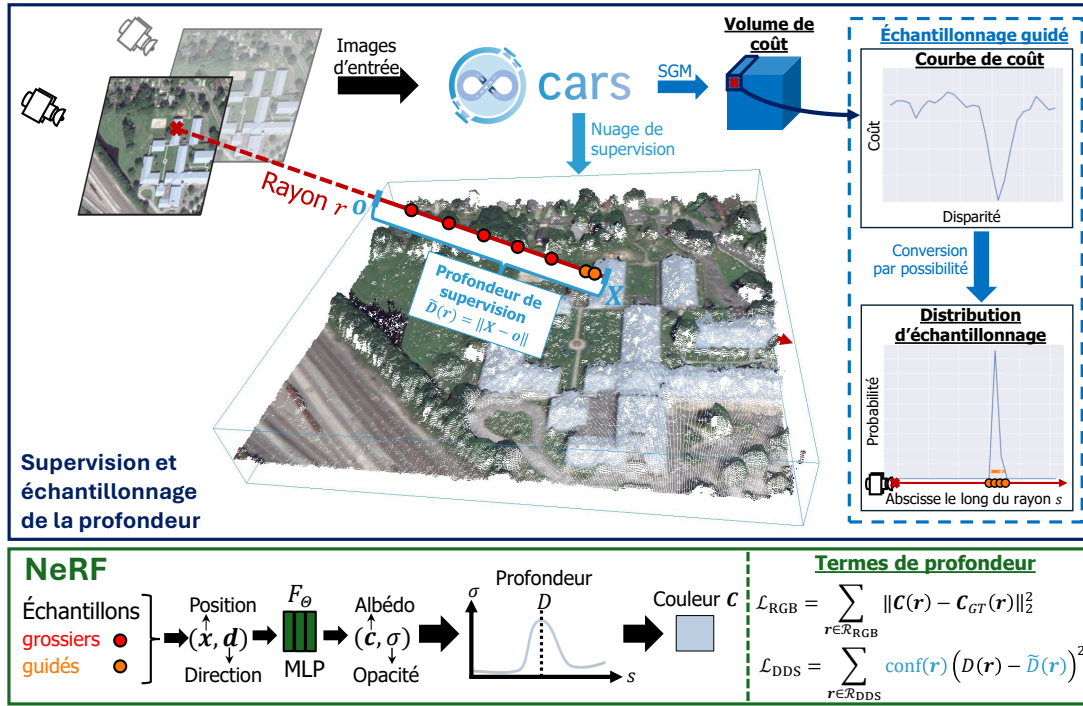 Images
d'entrée
cars
SGM
Volume de
coût
Nuage de
supervision
Échantillonnage guidé
Courbe de coût
Coût
Disparité
Conversion
par possibilité
Distribution
d'échantillonnage
Probabilité
Abscisse le long du rayon s
Rayon r
o
X
Profondeur de
supervision
D̃(r) = ‖X − o‖
Supervision et
échantillonnage
de la profondeur
NeRF
Échantillons
grossiers
guidés
Position
(x, d)
Direction
F_Θ
MLP
Albédo
(c, σ)
Opacité
Profondeur
σ
D
s
Couleur C
Termes de profondeur
ℒ_RGB = ∑_{r∈ℛ_RGB} ‖C(r) − C_GT(r)‖₂²
ℒ_DDS = ∑_{r∈ℛ_DDS} conf(r) (D(r) − D̃(r))²